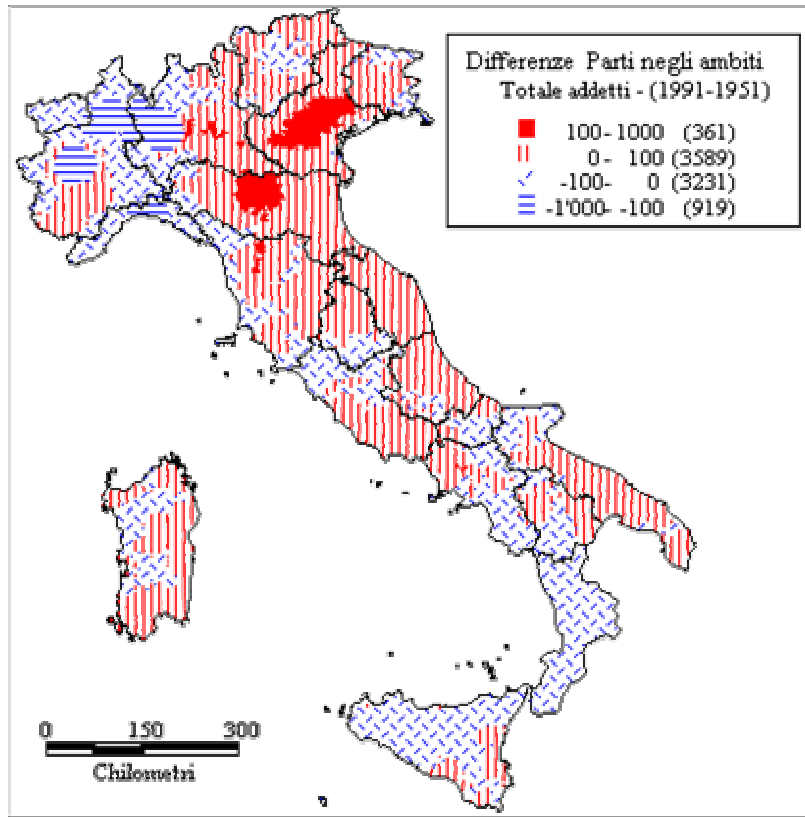 Differenze Parti negli ambiti
Totale addetti - (1991-1951)
100- 1000 (361)
0- 100 (3589)
-100- 0 (3231)
-1'000- -100 (919)
0 150 300
Chilometri